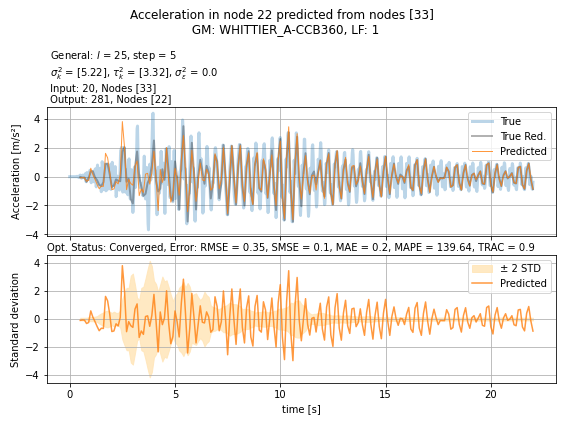 Acceleration in node 22 predicted from nodes [33]
GM: WHITTIER_A-CCB360, LF: 1
General: l = 25, step = 5
σ²ₖ = [5.22], τ²ₖ = [3.32], σ²ₑ = 0.0
Input: 20, Nodes [33]
Output: 281, Nodes [22]
Acceleration [m/s²]
4
2
0
−2
−4
True
True Red.
Predicted
Opt. Status: Converged, Error: RMSE = 0.35, SMSE = 0.1, MAE = 0.2, MAPE = 139.64, TRAC = 0.9
Standard deviation
4
2
0
−2
−4
± 2 STD
Predicted
0
5
10
15
20
time [s]